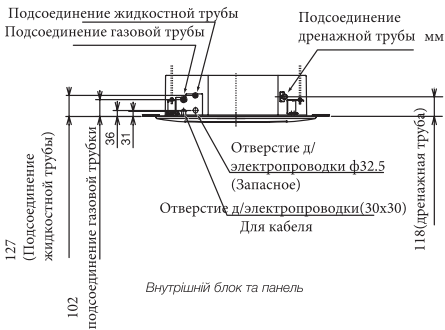 Подсоединение жидкостной трубы
Подсоединение газовой трубы
Подсоединение
дренажной трубы мм
36
31
Отверстие д/
электропроводки ф32.5
(Запасное)
Отверстие д/электропроводки(30x30)
Для кабеля
127
(Подсоединение
жидкостной трубы)
102
подсоединение газовой трубки
118(дренажная труба)
Внутрішній блок та панель